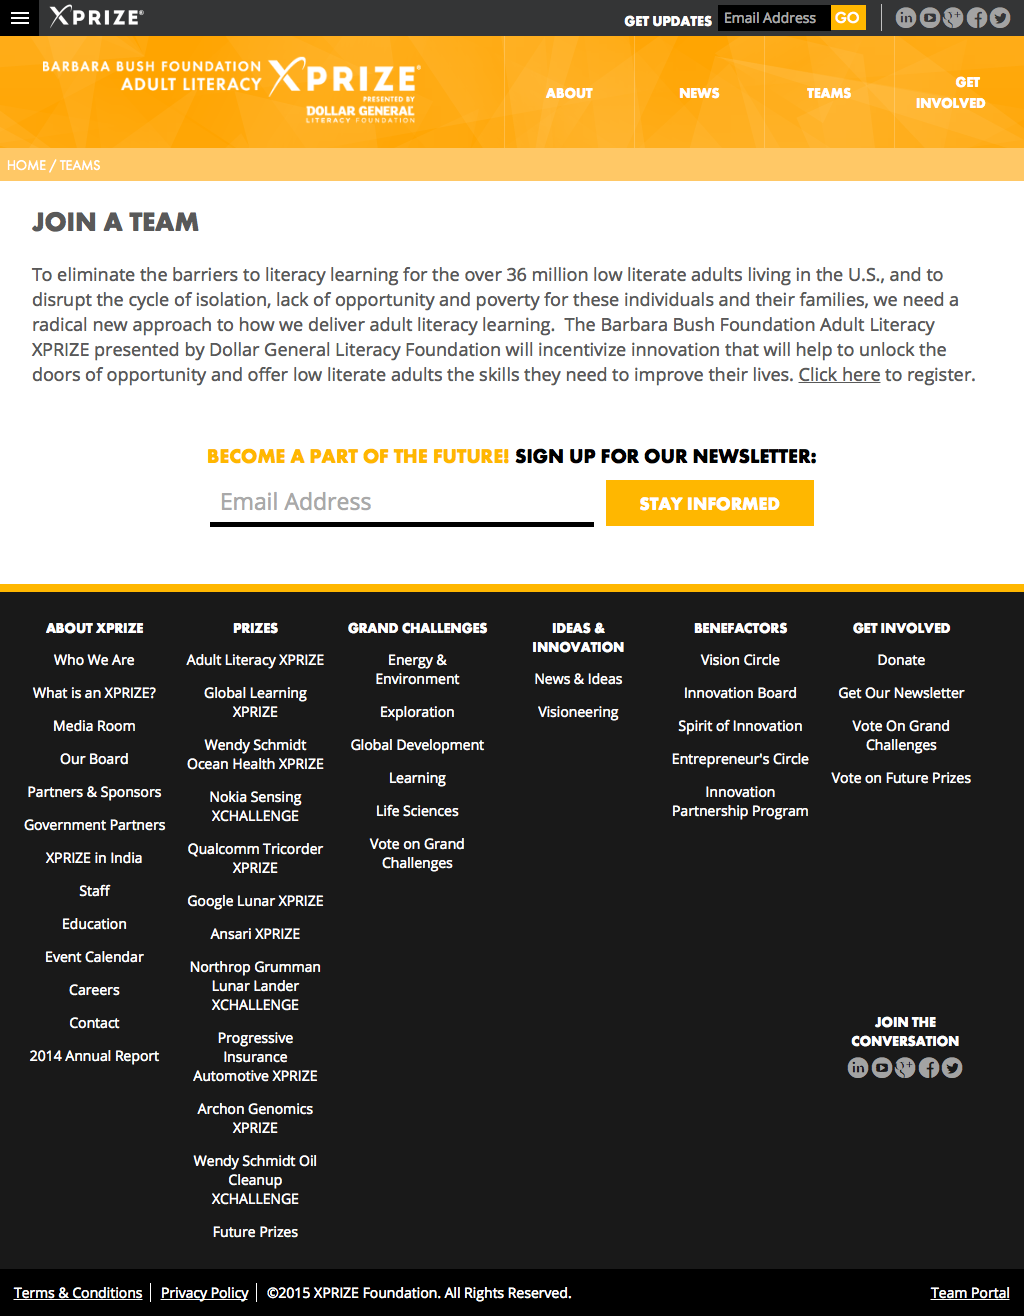 XPRIZE®
GET UPDATES Email Address GO
BARBARA BUSH FOUNDATION
ADULT LITERACY XPRIZE®
PRESENTED BY
DOLLAR GENERAL
LITERACY FOUNDATION
ABOUT
NEWS
TEAMS
GET
INVOLVED
HOME / TEAMS
JOIN A TEAM
To eliminate the barriers to literacy learning for the over 36 million low literate adults living in the U.S., and to
disrupt the cycle of isolation, lack of opportunity and poverty for these individuals and their families, we need a
radical new approach to how we deliver adult literacy learning.  The Barbara Bush Foundation Adult Literacy
XPRIZE presented by Dollar General Literacy Foundation will incentivize innovation that will help to unlock the
doors of opportunity and offer low literate adults the skills they need to improve their lives. Click here to register.
BECOME A PART OF THE FUTURE! SIGN UP FOR OUR NEWSLETTER:
Email Address
STAY INFORMED
ABOUT XPRIZE
Who We Are
What is an XPRIZE?
Media Room
Our Board
Partners & Sponsors
Government Partners
XPRIZE in India
Staff
Education
Event Calendar
Careers
Contact
2014 Annual Report
PRIZES
Adult Literacy XPRIZE
Global Learning
XPRIZE
Wendy Schmidt
Ocean Health XPRIZE
Nokia Sensing
XCHALLENGE
Qualcomm Tricorder
XPRIZE
Google Lunar XPRIZE
Ansari XPRIZE
Northrop Grumman
Lunar Lander
XCHALLENGE
Progressive
Insurance
Automotive XPRIZE
Archon Genomics
XPRIZE
Wendy Schmidt Oil
Cleanup
XCHALLENGE
Future Prizes
GRAND CHALLENGES
Energy &
Environment
Exploration
Global Development
Learning
Life Sciences
Vote on Grand
Challenges
IDEAS &
INNOVATION
News & Ideas
Visioneering
BENEFACTORS
Vision Circle
Innovation Board
Spirit of Innovation
Entrepreneur's Circle
Innovation
Partnership Program
GET INVOLVED
Donate
Get Our Newsletter
Vote On Grand
Challenges
Vote on Future Prizes
JOIN THE
CONVERSATION
Terms & Conditions
Privacy Policy
©2015 XPRIZE Foundation. All Rights Reserved.
Team Portal